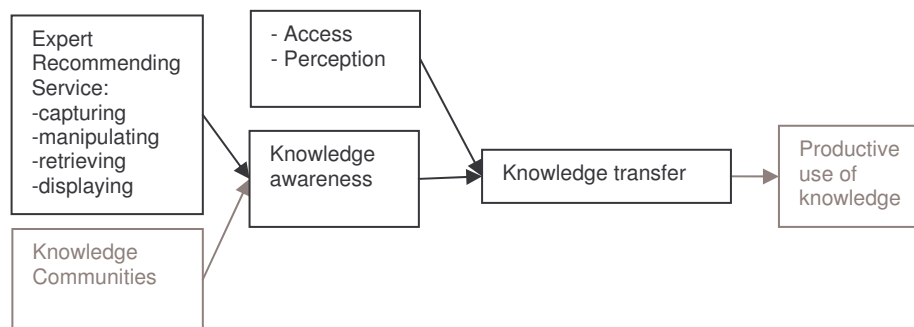 Expert
Recommending
Service:
-capturing
-manipulating
-retrieving
-displaying
- Access
- Perception
Knowledge
awareness
Knowledge transfer
Productive
use of
knowledge
Knowledge
Communities